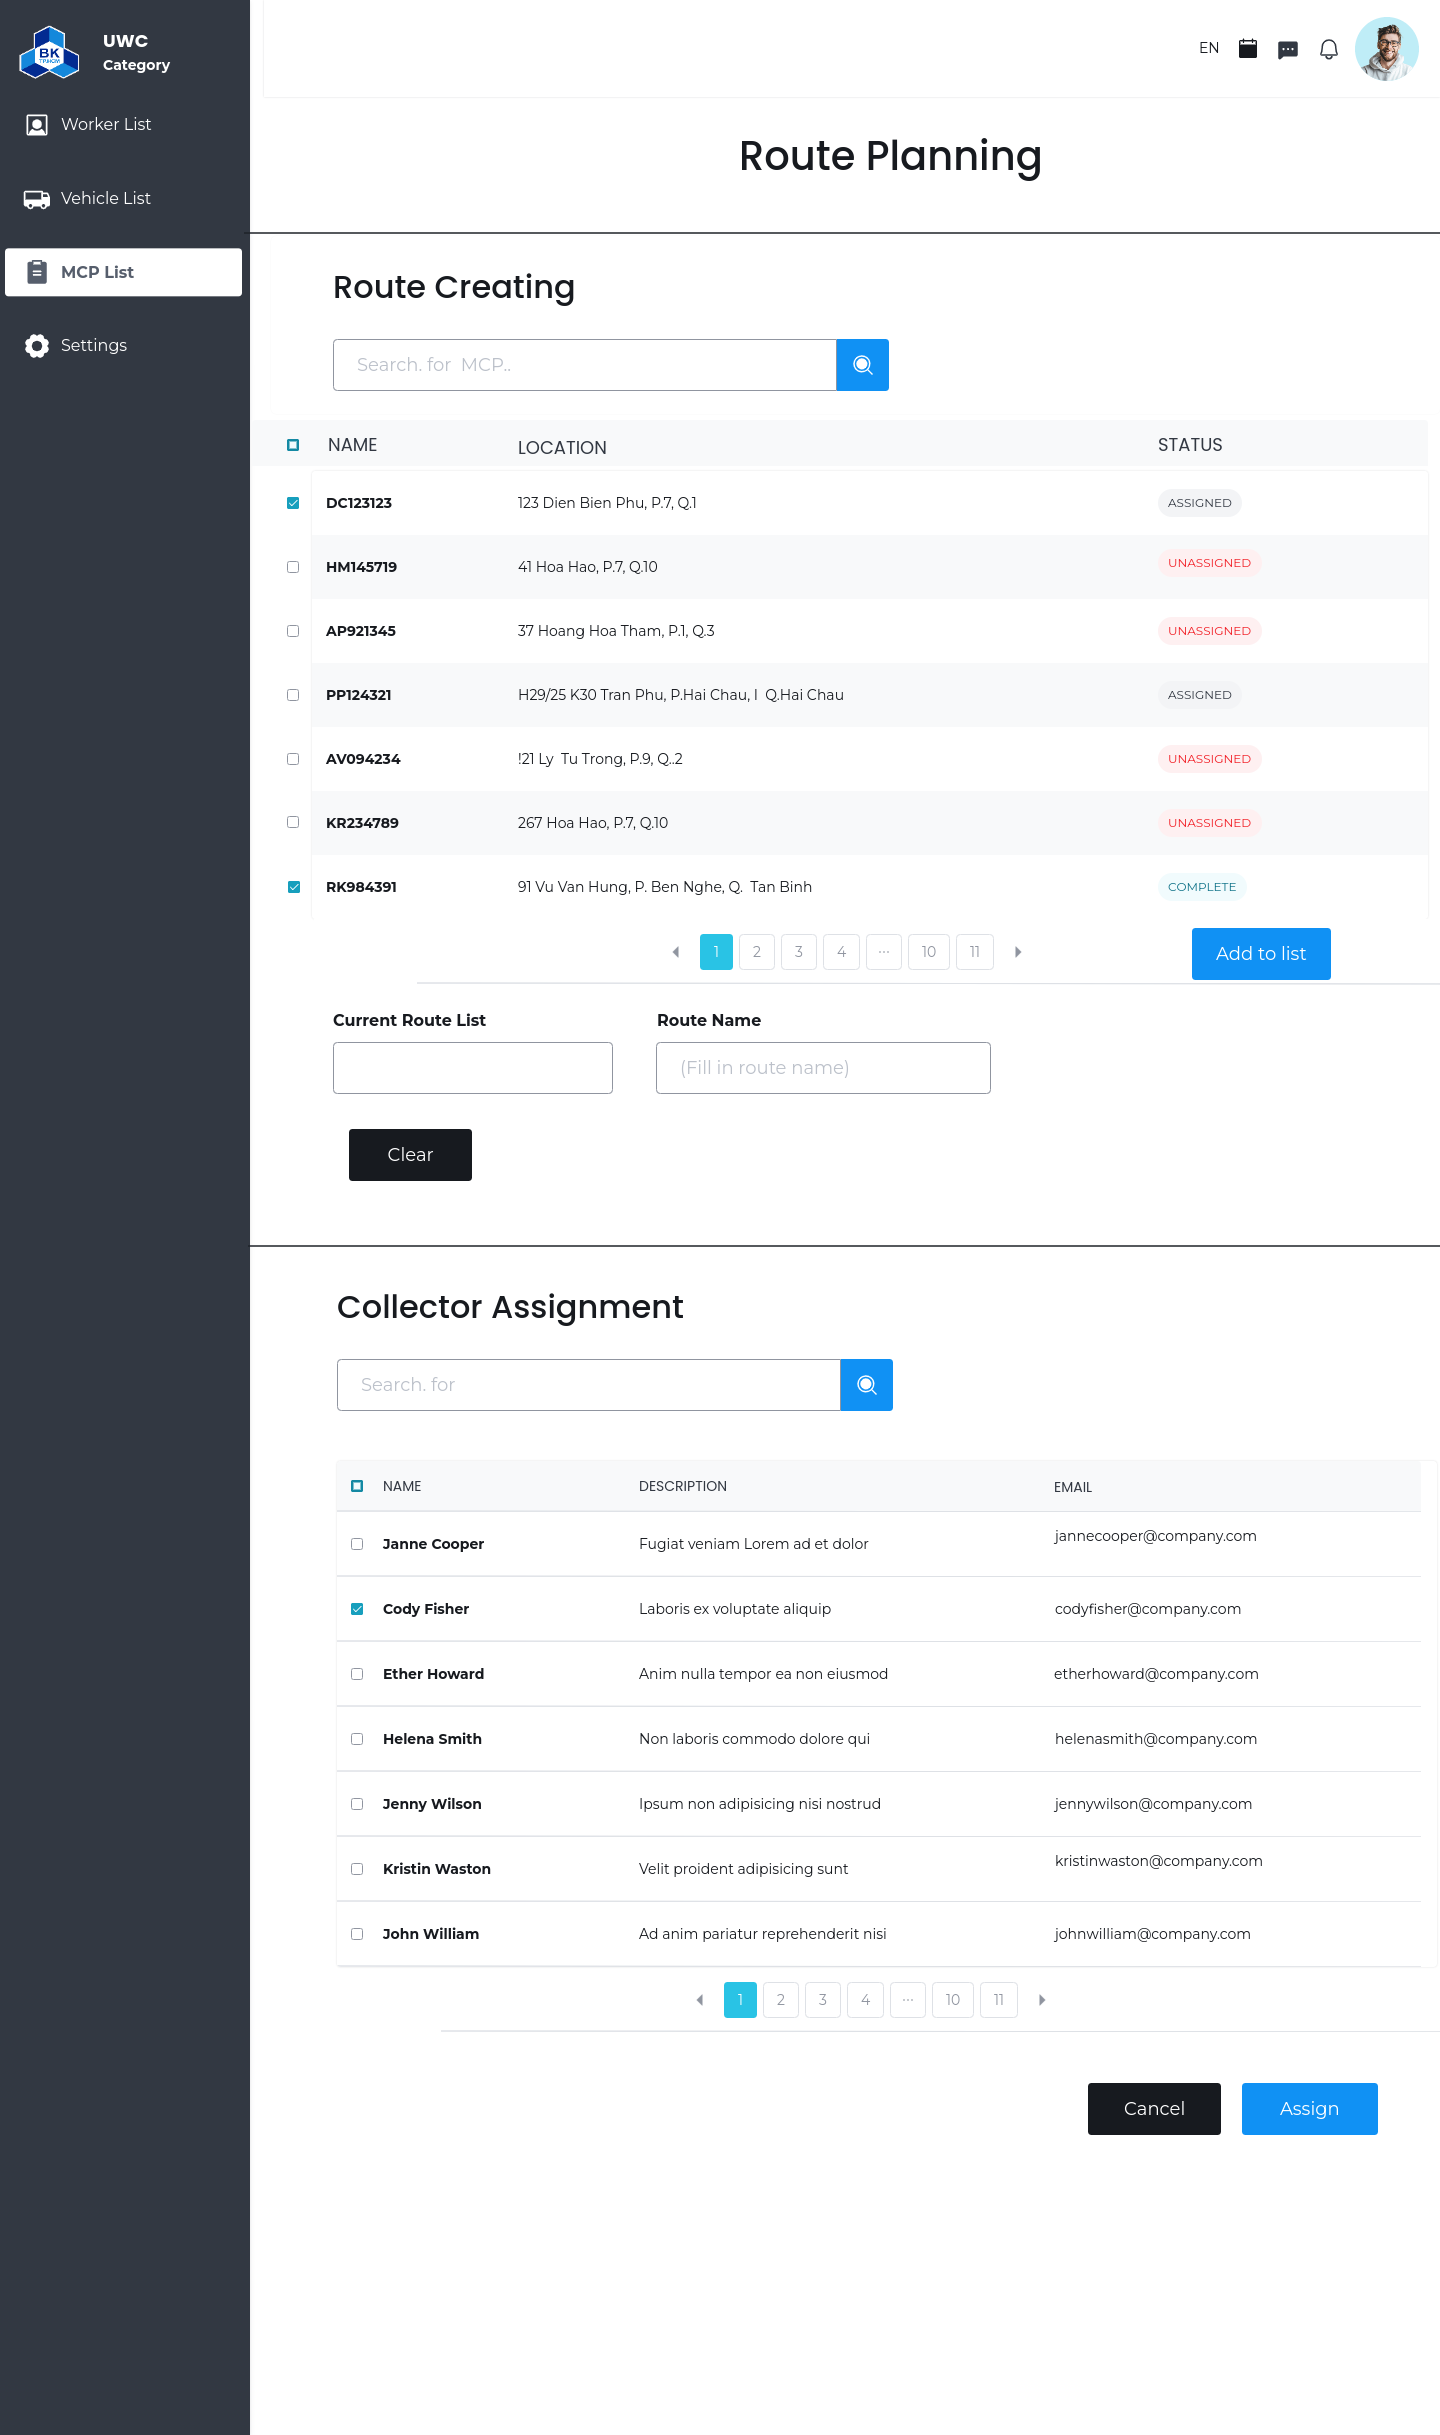 BK
TP.HCM
UWC
Category
Worker List
Vehicle List
MCP List
Settings
EN
Route Planning
Route Creating
Search. for  MCP..
NAME LOCATION STATUS
DC123123 123 Dien Bien Phu, P.7, Q.1 ASSIGNED
HM145719 41 Hoa Hao, P.7, Q.10 UNASSIGNED
AP921345 37 Hoang Hoa Tham, P.1, Q.3 UNASSIGNED
PP124321 H29/25 K30 Tran Phu, P.Hai Chau, I  Q.Hai Chau ASSIGNED
AV094234 !21 Ly  Tu Trong, P.9, Q..2 UNASSIGNED
KR234789 267 Hoa Hao, P.7, Q.10 UNASSIGNED
RK984391 91 Vu Van Hung, P. Ben Nghe, Q.  Tan Binh COMPLETE
1 2 3 4 ... 10 11 Add to list
Current Route List Route Name
(Fill in route name)
Clear
Collector Assignment
Search. for
NAME DESCRIPTION EMAIL
Janne Cooper Fugiat veniam Lorem ad et dolor jannecooper@company.com
Cody Fisher Laboris ex voluptate aliquip codyfisher@company.com
Ether Howard Anim nulla tempor ea non eiusmod etherhoward@company.com
Helena Smith Non laboris commodo dolore qui helenasmith@company.com
Jenny Wilson Ipsum non adipisicing nisi nostrud jennywilson@company.com
Kristin Waston Velit proident adipisicing sunt kristinwaston@company.com
John William Ad anim pariatur reprehenderit nisi johnwilliam@company.com
1 2 3 4 ... 10 11
Cancel Assign